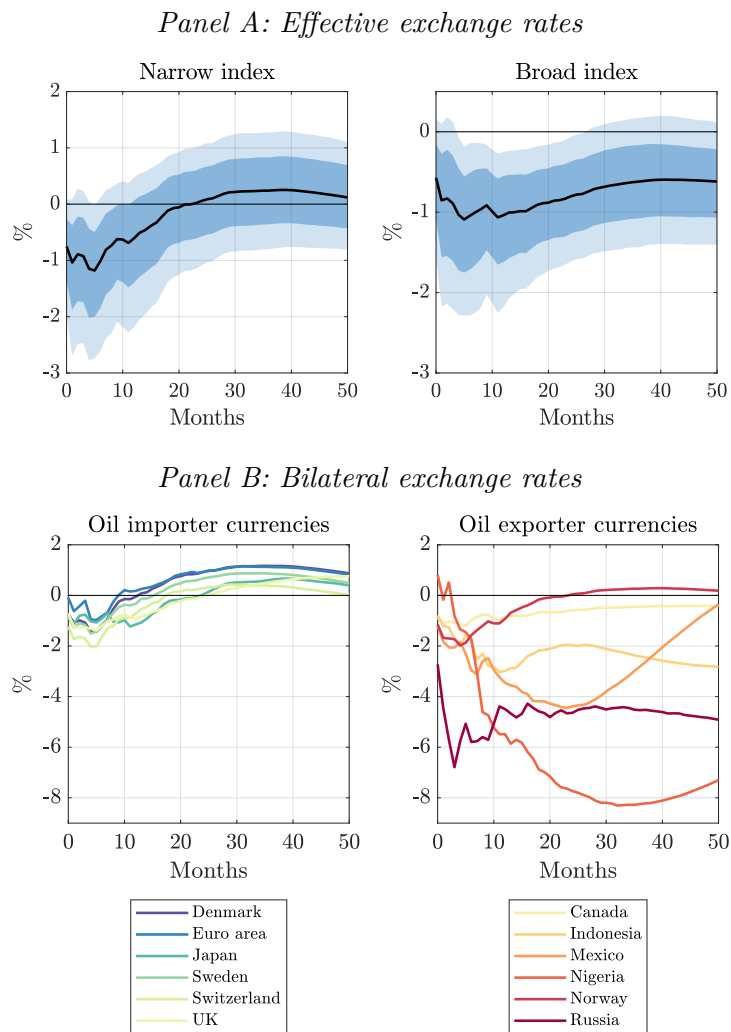 Panel A: Effective exchange rates
Narrow index
Broad index
2
1
0
-1
-2
-3
%
0 10 20 30 40 50
Months
0
-1
-2
-3
%
0 10 20 30 40 50
Months
Panel B: Bilateral exchange rates
Oil importer currencies
Oil exporter currencies
2
0
-2
-4
-6
-8
%
0 10 20 30 40 50
Months
2
0
-2
-4
-6
-8
%
0 10 20 30 40 50
Months
Denmark
Euro area
Japan
Sweden
Switzerland
UK
Canada
Indonesia
Mexico
Nigeria
Norway
Russia